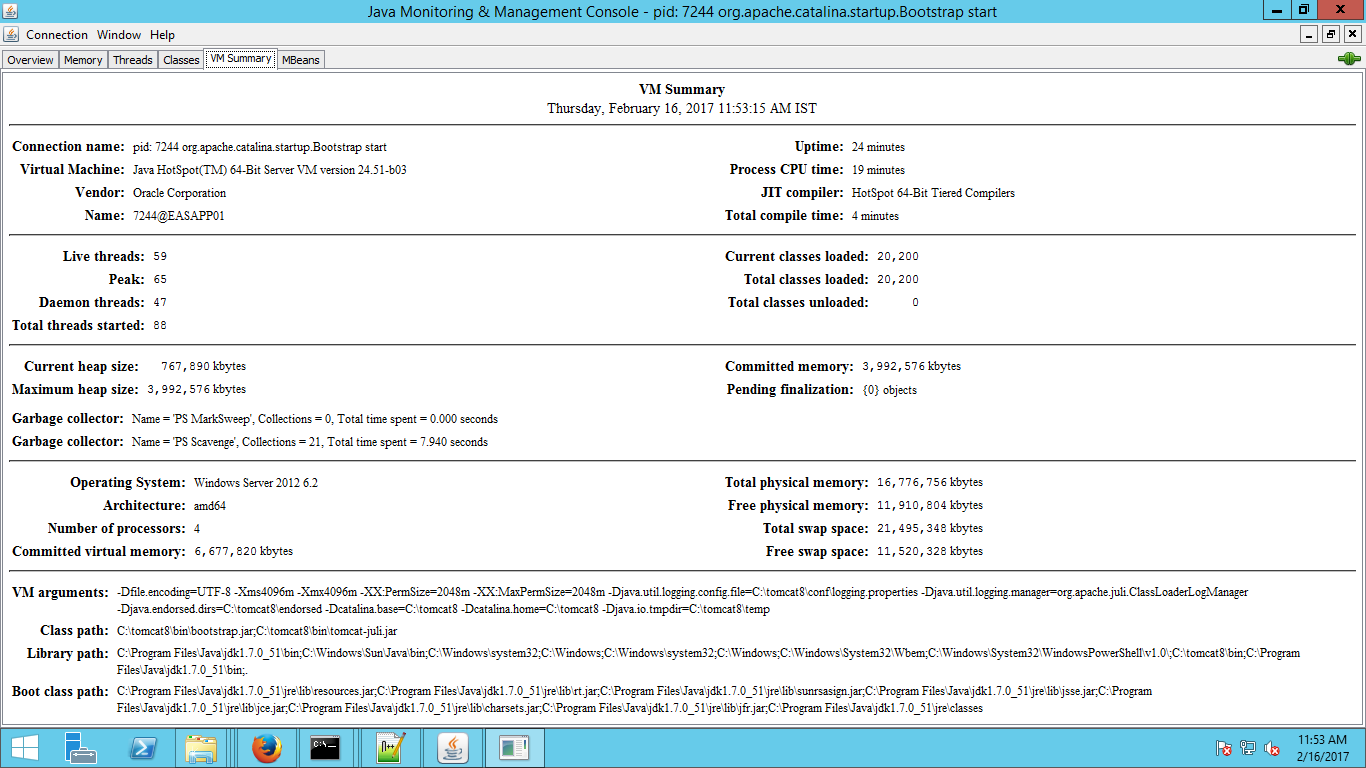 Java Monitoring & Management Console - pid: 7244 org.apache.catalina.startup.Bootstrap start
Connection Window Help
Overview Memory Threads Classes VM Summary MBeans
VM Summary
Thursday, February 16, 2017 11:53:15 AM IST
Connection name: pid: 7244 org.apache.catalina.startup.Bootstrap start
Virtual Machine: Java HotSpot(TM) 64-Bit Server VM version 24.51-b03
Vendor: Oracle Corporation
Name: 7244@EASAPP01
Uptime: 24 minutes
Process CPU time: 19 minutes
JIT compiler: HotSpot 64-Bit Tiered Compilers
Total compile time: 4 minutes
Live threads: 59
Peak: 65
Daemon threads: 47
Total threads started: 88
Current classes loaded: 20,200
Total classes loaded: 20,200
Total classes unloaded: 0
Current heap size: 767,890 kbytes
Maximum heap size: 3,992,576 kbytes
Committed memory: 3,992,576 kbytes
Pending finalization: {0} objects
Garbage collector: Name = 'PS MarkSweep', Collections = 0, Total time spent = 0.000 seconds
Garbage collector: Name = 'PS Scavenge', Collections = 21, Total time spent = 7.940 seconds
Operating System: Windows Server 2012 6.2
Architecture: amd64
Number of processors: 4
Committed virtual memory: 6,677,820 kbytes
Total physical memory: 16,776,756 kbytes
Free physical memory: 11,910,804 kbytes
Total swap space: 21,495,348 kbytes
Free swap space: 11,520,328 kbytes
VM arguments: -Dfile.encoding=UTF-8 -Xms4096m -Xmx4096m -XX:PermSize=2048m -XX:MaxPermSize=2048m -Djava.util.logging.config.file=C:\tomcat8\conf\logging.properties -Djava.util.logging.manager=org.apache.juli.ClassLoaderLogManager
-Djava.endorsed.dirs=C:\tomcat8\endorsed -Dcatalina.base=C:\tomcat8 -Dcatalina.home=C:\tomcat8 -Djava.io.tmpdir=C:\tomcat8\temp
Class path: C:\tomcat8\bin\bootstrap.jar;C:\tomcat8\bin\tomcat-juli.jar
Library path: C:\Program Files\Java\jdk1.7.0_51\bin;C:\Windows\Sun\Java\bin;C:\Windows\system32;C:\Windows;C:\Windows\system32;C:\Windows;C:\Windows\System32\Wbem;C:\Windows\System32\WindowsPowerShell\v1.0\;C:\tomcat8\bin;C:\Program
Files\Java\jdk1.7.0_51\bin;.
Boot class path: C:\Program Files\Java\jdk1.7.0_51\jre\lib\resources.jar;C:\Program Files\Java\jdk1.7.0_51\jre\lib\rt.jar;C:\Program Files\Java\jdk1.7.0_51\jre\lib\sunrsasign.jar;C:\Program Files\Java\jdk1.7.0_51\jre\lib\jsse.jar;C:\Program
Files\Java\jdk1.7.0_51\jre\lib\jce.jar;C:\Program Files\Java\jdk1.7.0_51\jre\lib\charsets.jar;C:\Program Files\Java\jdk1.7.0_51\jre\lib\jfr.jar;C:\Program Files\Java\jdk1.7.0_51\jre\classes
11:53 AM
2/16/2017